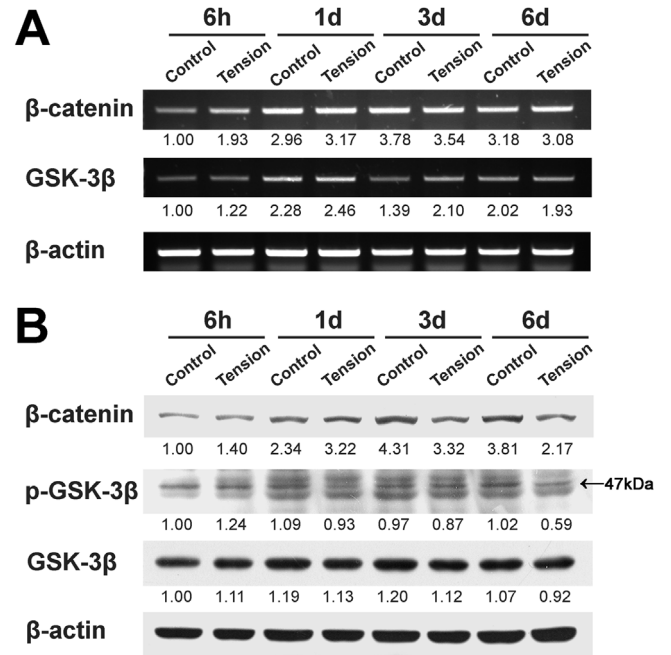 A
6h 1d 3d 6d
Control Tension Control Tension Control Tension Control Tension
β-catenin
1.00 1.93 2.96 3.17 3.78 3.54 3.18 3.08
GSK-3β
1.00 1.22 2.28 2.46 1.39 2.10 2.02 1.93
β-actin
B
6h 1d 3d 6d
Control Tension Control Tension Control Tension Control Tension
β-catenin
1.00 1.40 2.34 3.22 4.31 3.32 3.81 2.17
p-GSK-3β ←47kDa
1.00 1.24 1.09 0.93 0.97 0.87 1.02 0.59
GSK-3β
1.00 1.11 1.19 1.13 1.20 1.12 1.07 0.92
β-actin